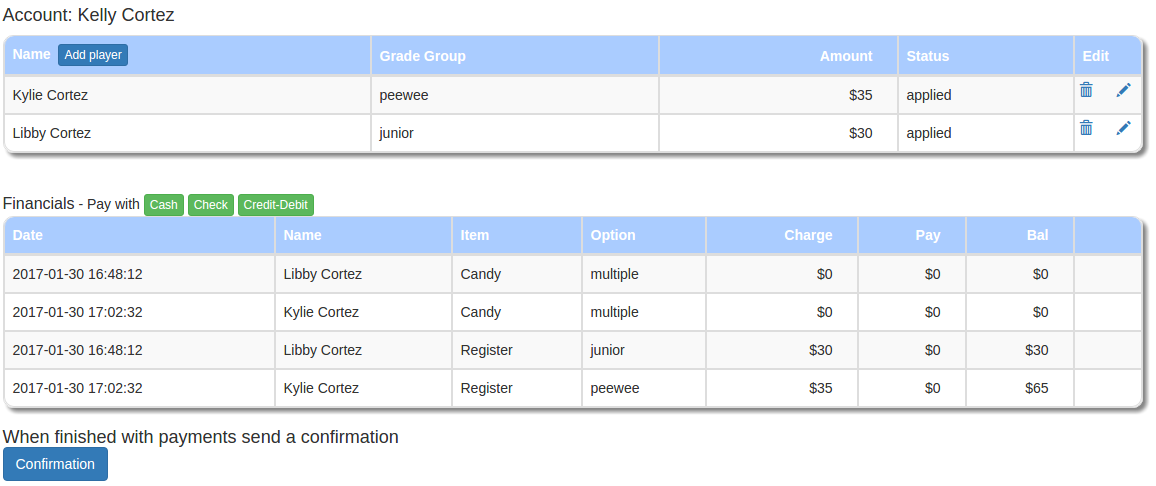 Account: Kelly Cortez
Name Add player Grade Group Amount Status Edit
Kylie Cortez peewee $35 applied
Libby Cortez junior $30 applied
Financials - Pay with Cash Check Credit-Debit
Date Name Item Option Charge Pay Bal
2017-01-30 16:48:12 Libby Cortez Candy multiple $0 $0 $0
2017-01-30 17:02:32 Kylie Cortez Candy multiple $0 $0 $0
2017-01-30 16:48:12 Libby Cortez Register junior $30 $0 $30
2017-01-30 17:02:32 Kylie Cortez Register peewee $35 $0 $65
When finished with payments send a confirmation
Confirmation